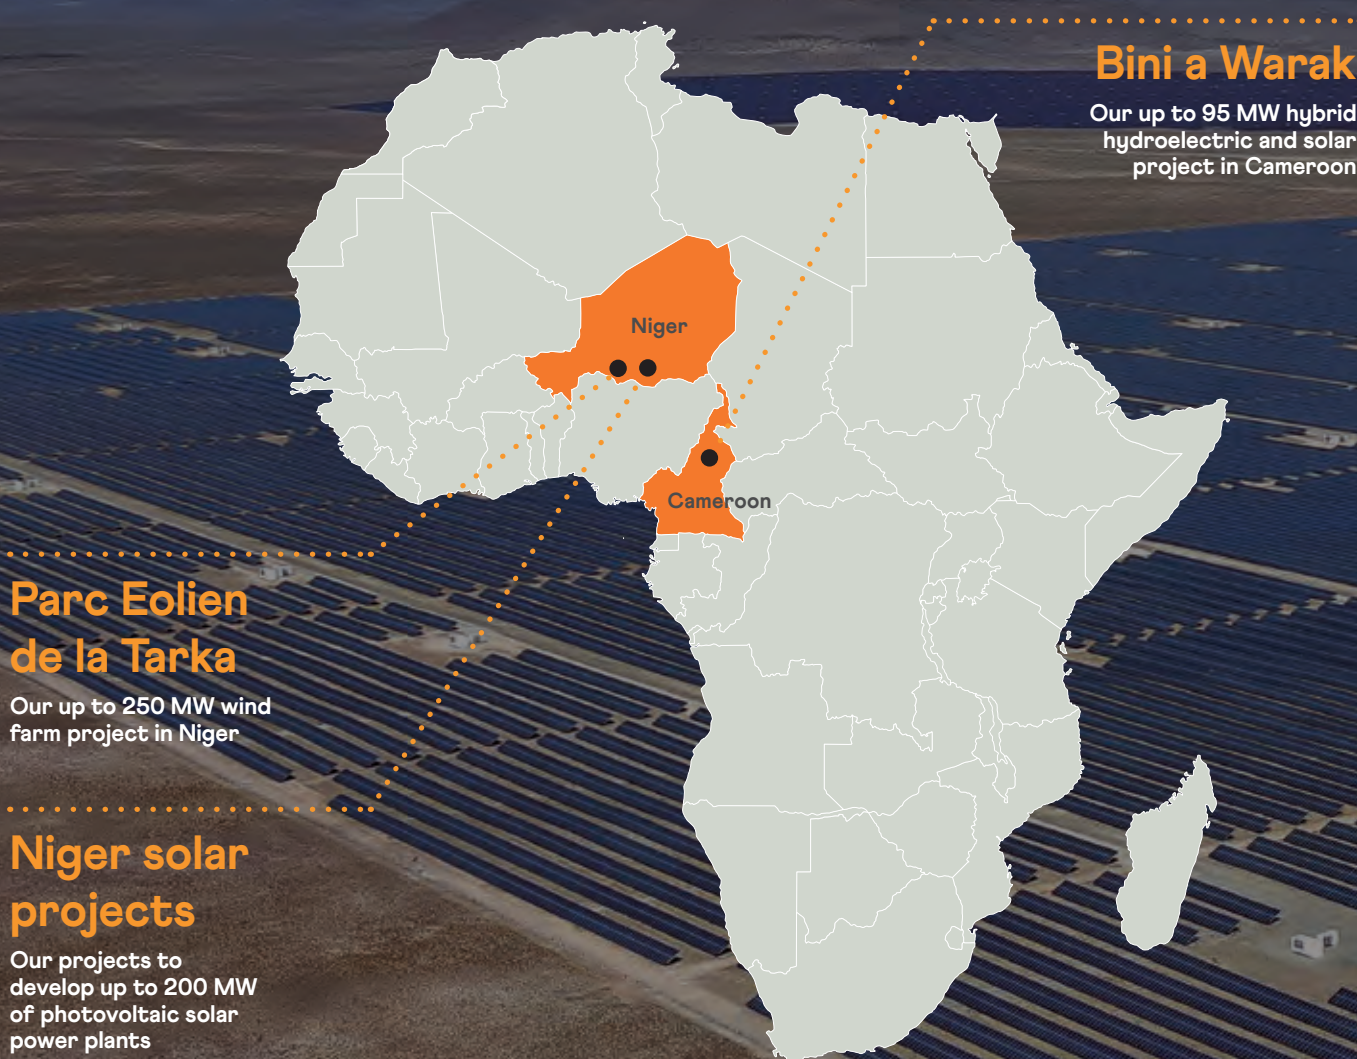 Bini a Warak
Our up to 95 MW hybrid
hydroelectric and solar
project in Cameroon
Niger
Cameroon
Parc Eolien
de la Tarka
Our up to 250 MW wind
farm project in Niger
Niger solar
projects
Our projects to
develop up to 200 MW
of photovoltaic solar
power plants